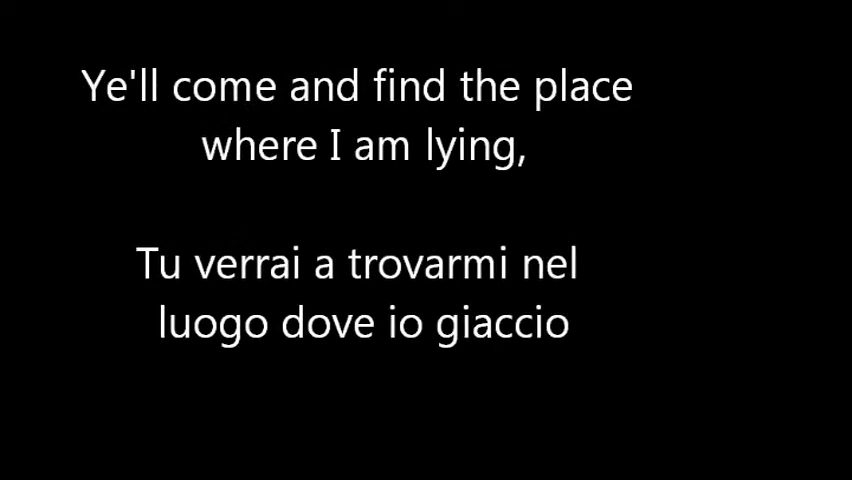 Ye'll come and find the place
where I am lying,
Tu verrai a trovarmi nel
luogo dove io giaccio